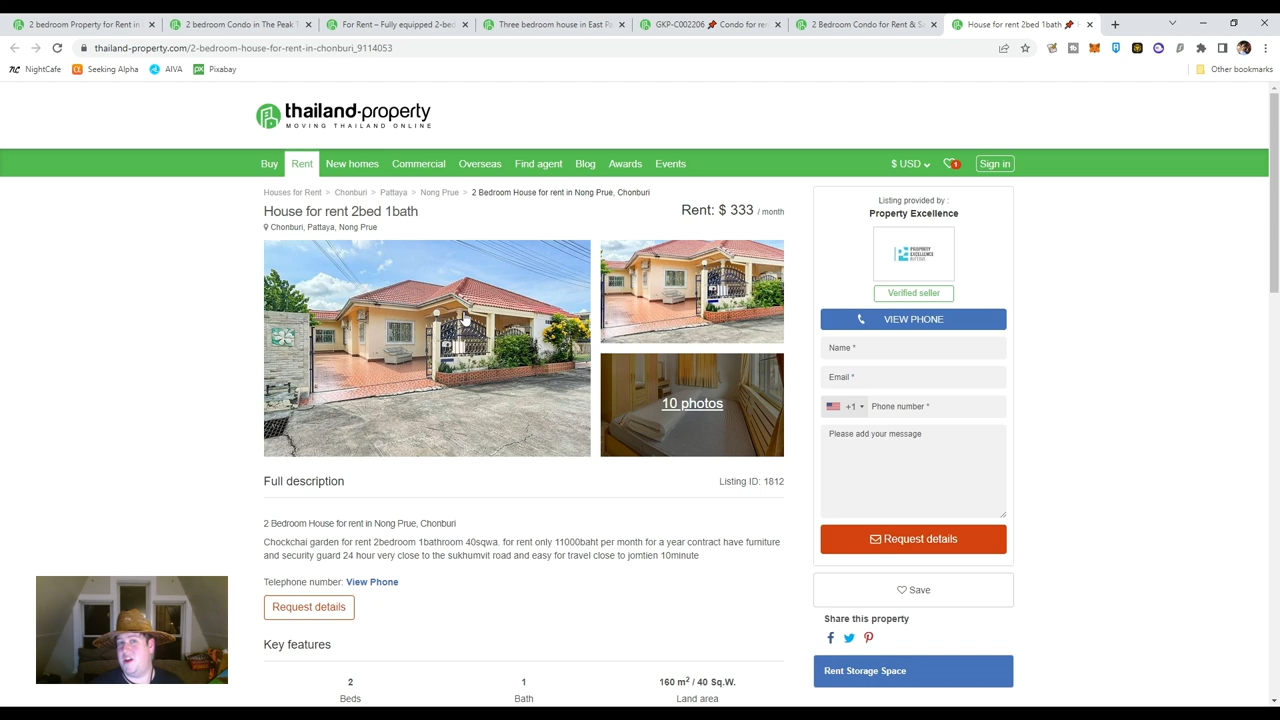 2 bedroom Property for Rent in
2 bedroom Condo in The Peak T
For Rent – Fully equipped 2-bed
Three bedroom house in East Pa
GKP-C002206 📌 Condo for ren
2 Bedroom Condo for Rent & Sa
House for rent 2bed 1bath 📌
thailand-property.com/2-bedroom-house-for-rent-in-chonburi_9114053
NightCafe
Seeking Alpha
AIVA
Pixabay
Other bookmarks
thailand-property
MOVING THAILAND ONLINE
Buy
Rent
New homes
Commercial
Overseas
Find agent
Blog
Awards
Events
$ USD
1
Sign in
Houses for Rent > Chonburi > Pattaya > Nong Prue > 2 Bedroom House for rent in Nong Prue, Chonburi
House for rent 2bed 1bath
Rent: $ 333 / month
Chonburi, Pattaya, Nong Prue
10 photos
Full description
Listing ID: 1812
2 Bedroom House for rent in Nong Prue, Chonburi
Chockchai garden for rent 2bedroom 1bathroom 40sqwa. for rent only 11000baht per month for a year contract have furniture
and security guard 24 hour very close to the sukhumvit road and easy for travel close to jomtien 10minute
Telephone number: View Phone
Request details
Key features
2
1
160 m² / 40 Sq.W.
Beds
Bath
Land area
Listing provided by :
Property Excellence
PROPERTY
EXCELLENCE
Verified seller
VIEW PHONE
Name *
Email *
+1
Phone number *
Please add your message
Request details
Save
Share this property
Rent Storage Space